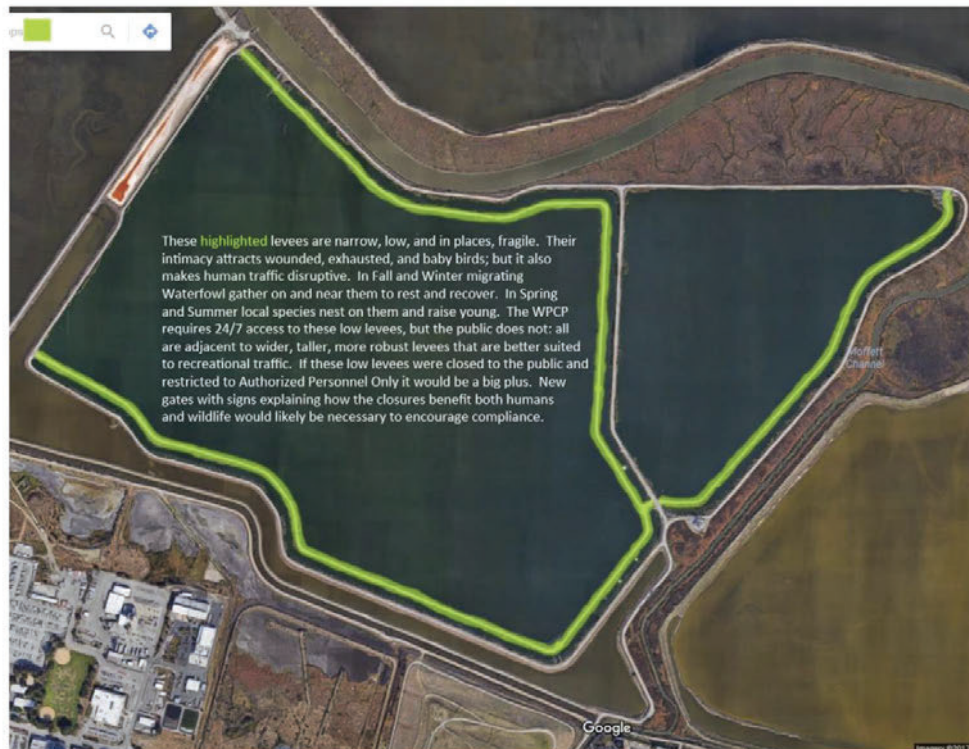 These highlighted levees are narrow, low, and in places, fragile. Their
intimacy attracts wounded, exhausted, and baby birds; but it also
makes human traffic disruptive. In Fall and Winter migrating
Waterfowl gather on and near them to rest and recover. In Spring
and Summer local species nest on them and raise young. The WPCP
requires 24/7 access to these low levees, but the public does not: all
are adjacent to wider, taller, more robust levees that are better suited
to recreational traffic. If these low levees were closed to the public and
restricted to Authorized Personnel Only it would be a big plus. New
gates with signs explaining how the closures benefit both humans
and wildlife would likely be necessary to encourage compliance.
Moffett
Channel
Google